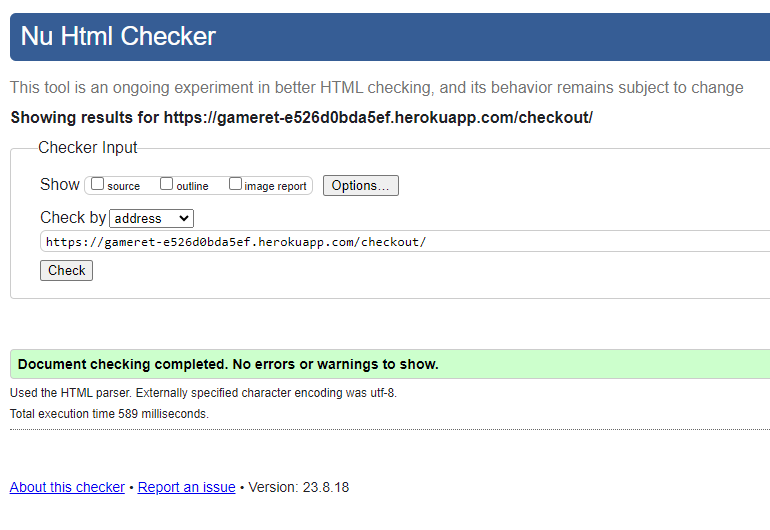 Nu Html Checker
This tool is an ongoing experiment in better HTML checking, and its behavior remains subject to change
Showing results for https://gameret-e526d0bda5ef.herokuapp.com/checkout/
Checker Input
Show source outline image report Options...
Check by address
https://gameret-e526d0bda5ef.herokuapp.com/checkout/
Check
Document checking completed. No errors or warnings to show.
Used the HTML parser. Externally specified character encoding was utf-8.
Total execution time 589 milliseconds.
About this checker • Report an issue • Version: 23.8.18